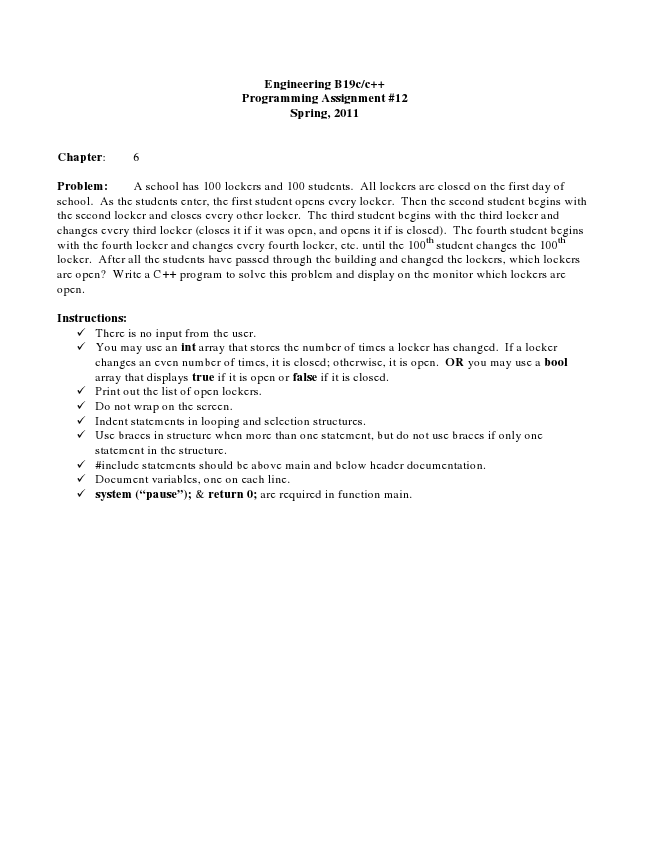 Engineering B19c/c++
Programming Assignment #12
Spring, 2011
Chapter: 6
Problem: A school has 100 lockers and 100 students. All lockers are closed on the first day of
school. As the students enter, the first student opens every locker. Then the second student begins with
the second locker and closes every other locker. The third student begins with the third locker and
changes every third locker (closes it if it was open, and opens it if is closed). The fourth student begins
with the fourth locker and changes every fourth locker, etc. until the 100th student changes the 100th
locker. After all the students have passed through the building and changed the lockers, which lockers
are open? Write a C++ program to solve this problem and display on the monitor which lockers are
open.
Instructions:
✓ There is no input from the user.
✓ You may use an int array that stores the number of times a locker has changed. If a locker
changes an even number of times, it is closed; otherwise, it is open. OR you may use a bool
array that displays true if it is open or false if it is closed.
✓ Print out the list of open lockers.
✓ Do not wrap on the screen.
✓ Indent statements in looping and selection structures.
✓ Use braces in structure when more than one statement, but do not use braces if only one
statement in the structure.
✓ #include statements should be above main and below header documentation.
✓ Document variables, one on each line.
✓ system (“pause”); & return 0; are required in function main.